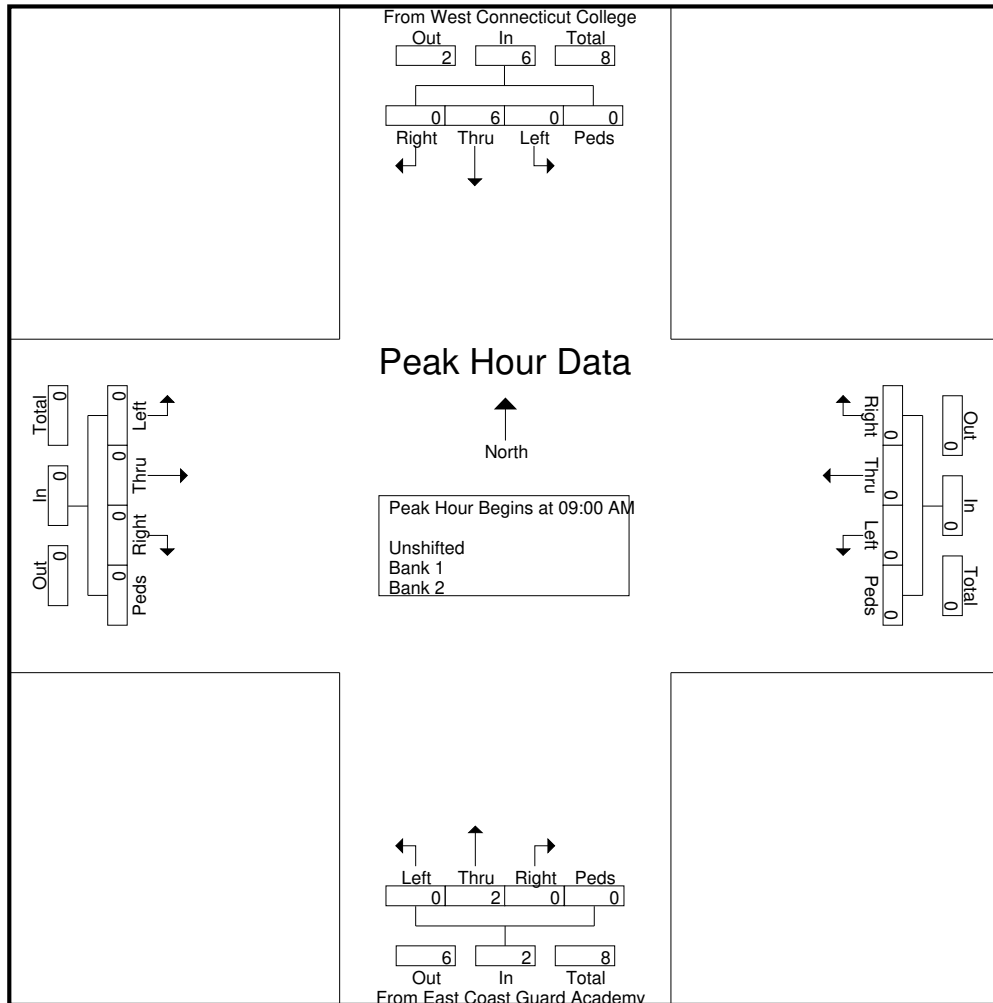 From West Connecticut College
Out In Total
2 6 8
0 6 0 0
Right Thru Left Peds
Peak Hour Data
North
Peak Hour Begins at 09:00 AM
Unshifted
Bank 1
Bank 2
Total In Out
0 0 0
0 0 0 0
Left Thru Right Peds
Right Thru Left Peds
0 0 0 0
Out In Total
0 0 0
Left Thru Right Peds
0 2 0 0
6 2 8
Out In Total
From East Coast Guard Academy